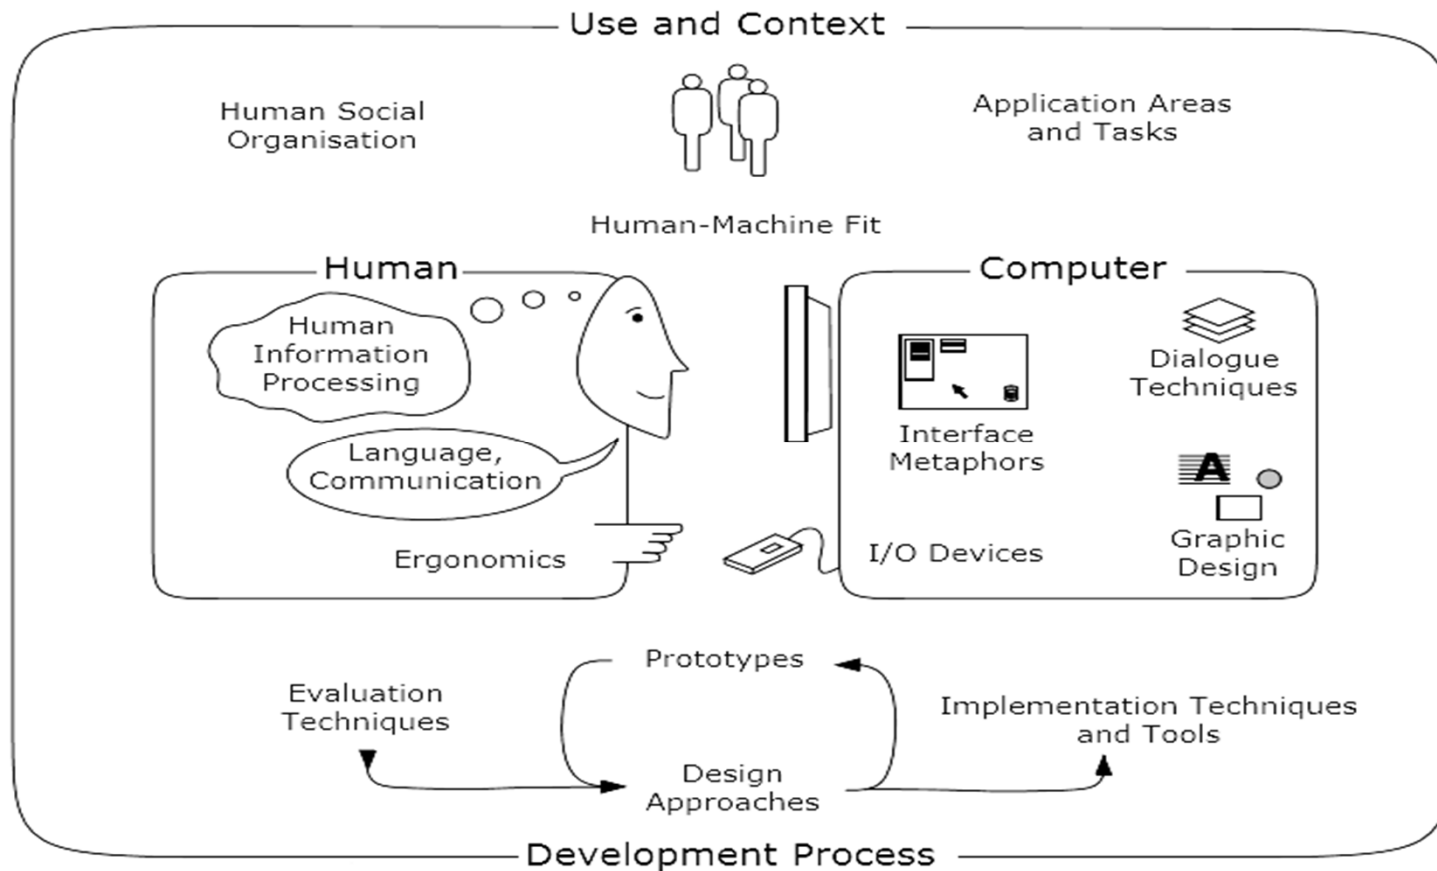 Use and Context
Human Social
Organisation
Application Areas
and Tasks
Human-Machine Fit
Human
Human
Information
Processing
Language,
Communication
Ergonomics
Computer
Dialogue
Techniques
Interface
Metaphors
A
I/O Devices
Graphic
Design
Prototypes
Evaluation
Techniques
Implementation Techniques
and Tools
Design
Approaches
Development Process